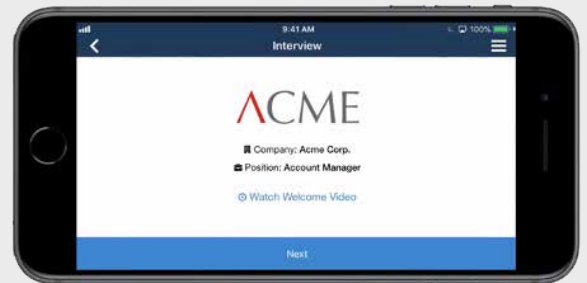 9:41 AM
100%
Interview
ACME
Company: Acme Corp.
Position: Account Manager
Watch Welcome Video
Next